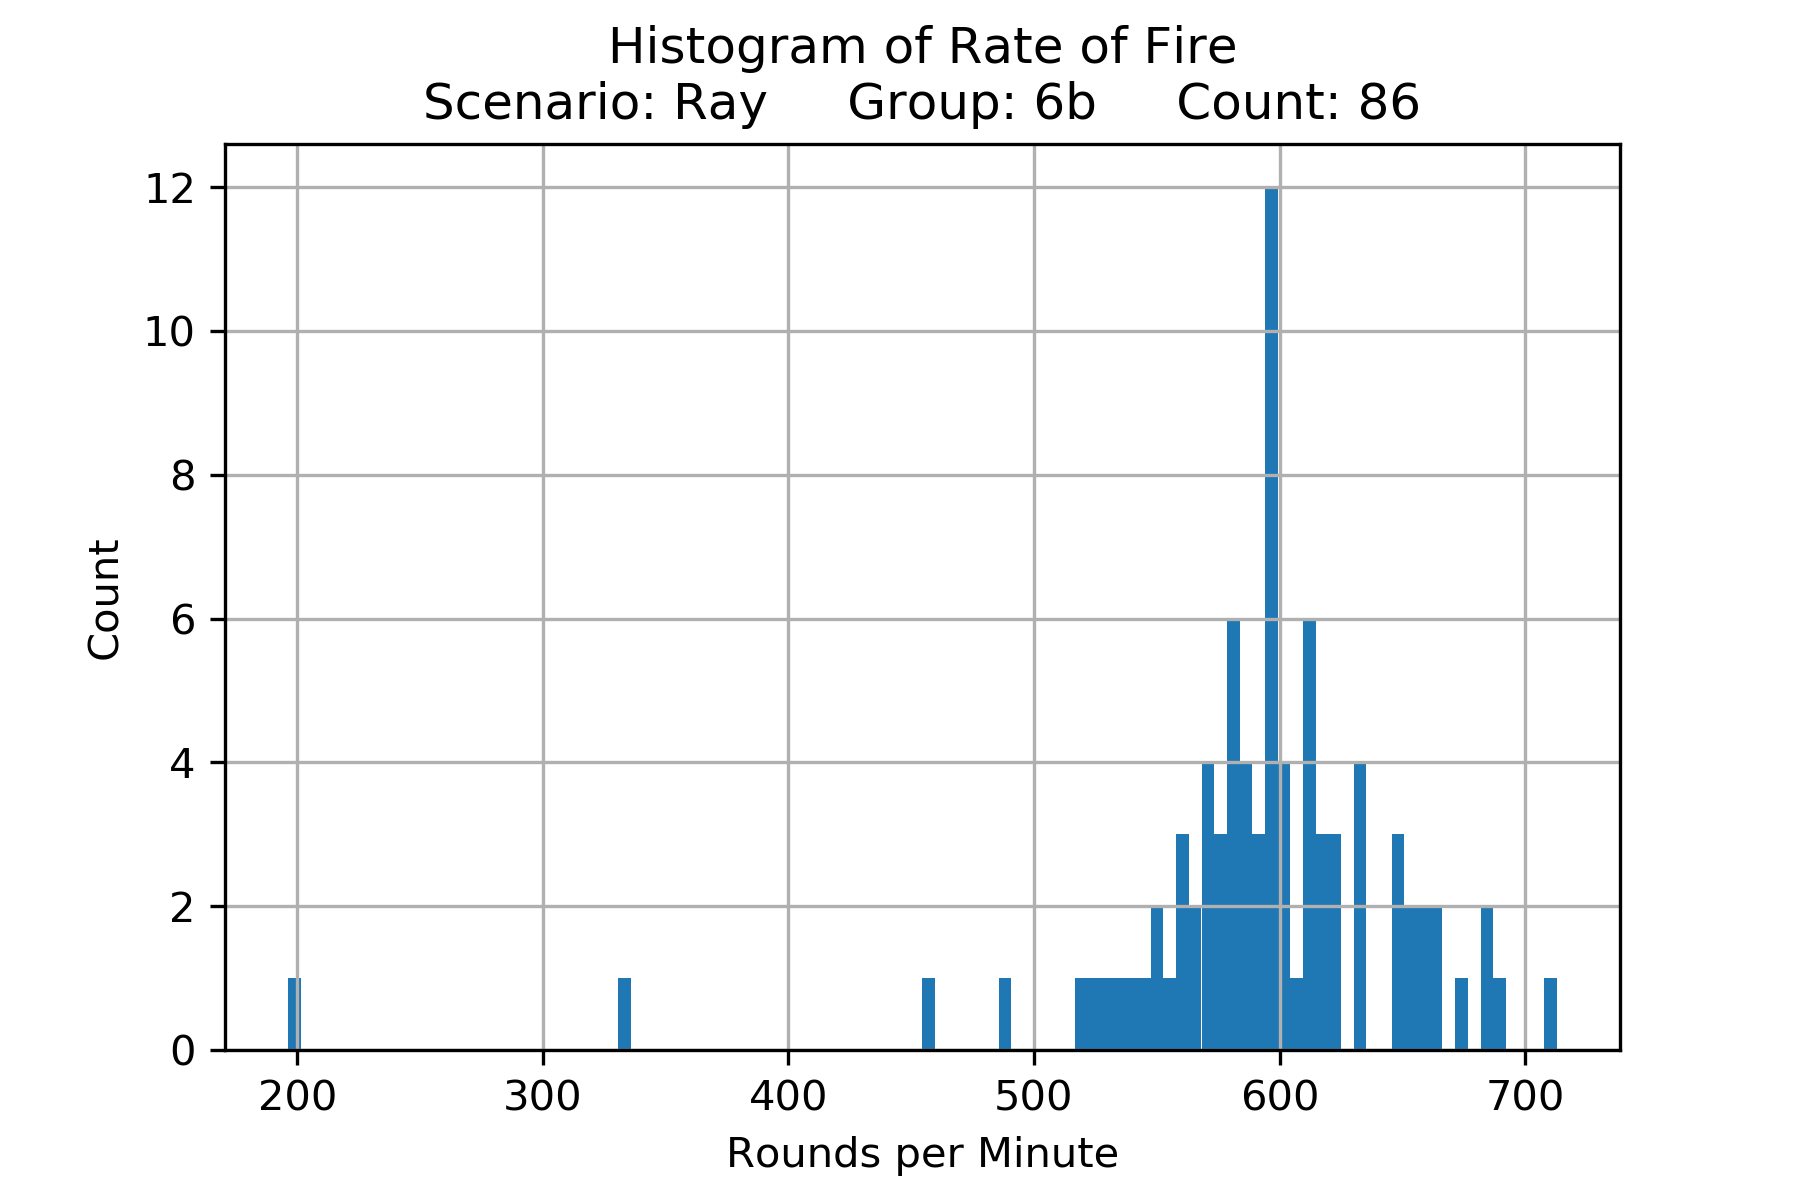 Histogram of Rate of Fire
Scenario: Ray Group: 6b Count: 86
12
10
8
6
4
2
0
Count
200 300 400 500 600 700
Rounds per Minute